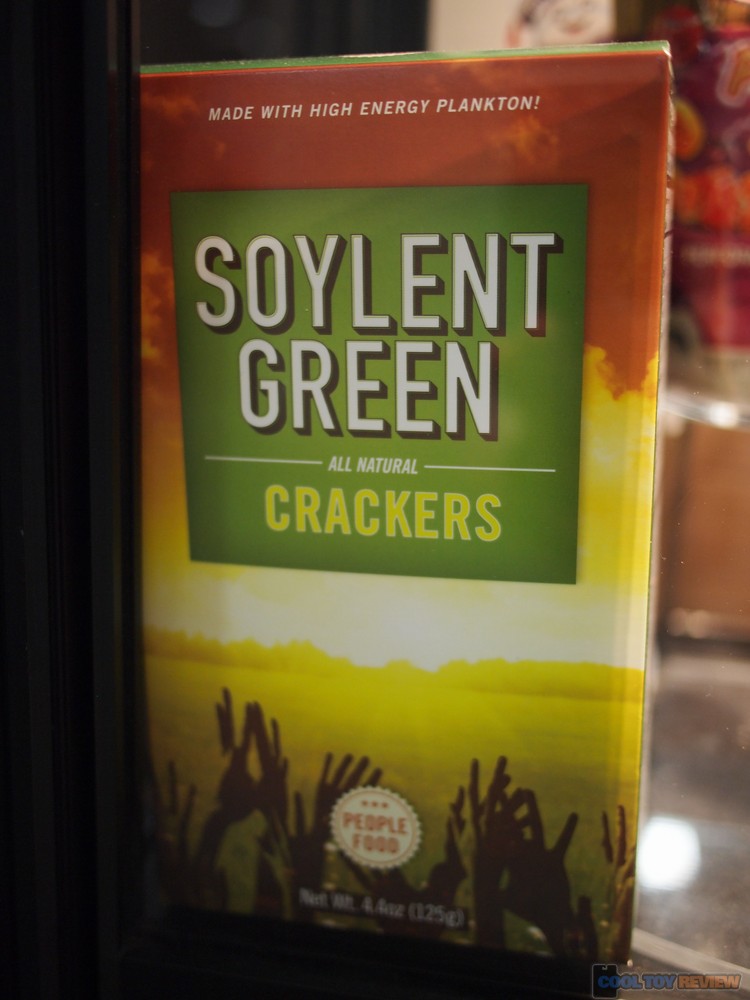 MADE WITH HIGH ENERGY PLANKTON!
SOYLENT
GREEN
ALL NATURAL
CRACKERS
PEOPLE
FOOD
Net Wt. 4.4oz (125g)
COOL TOY REVIEW